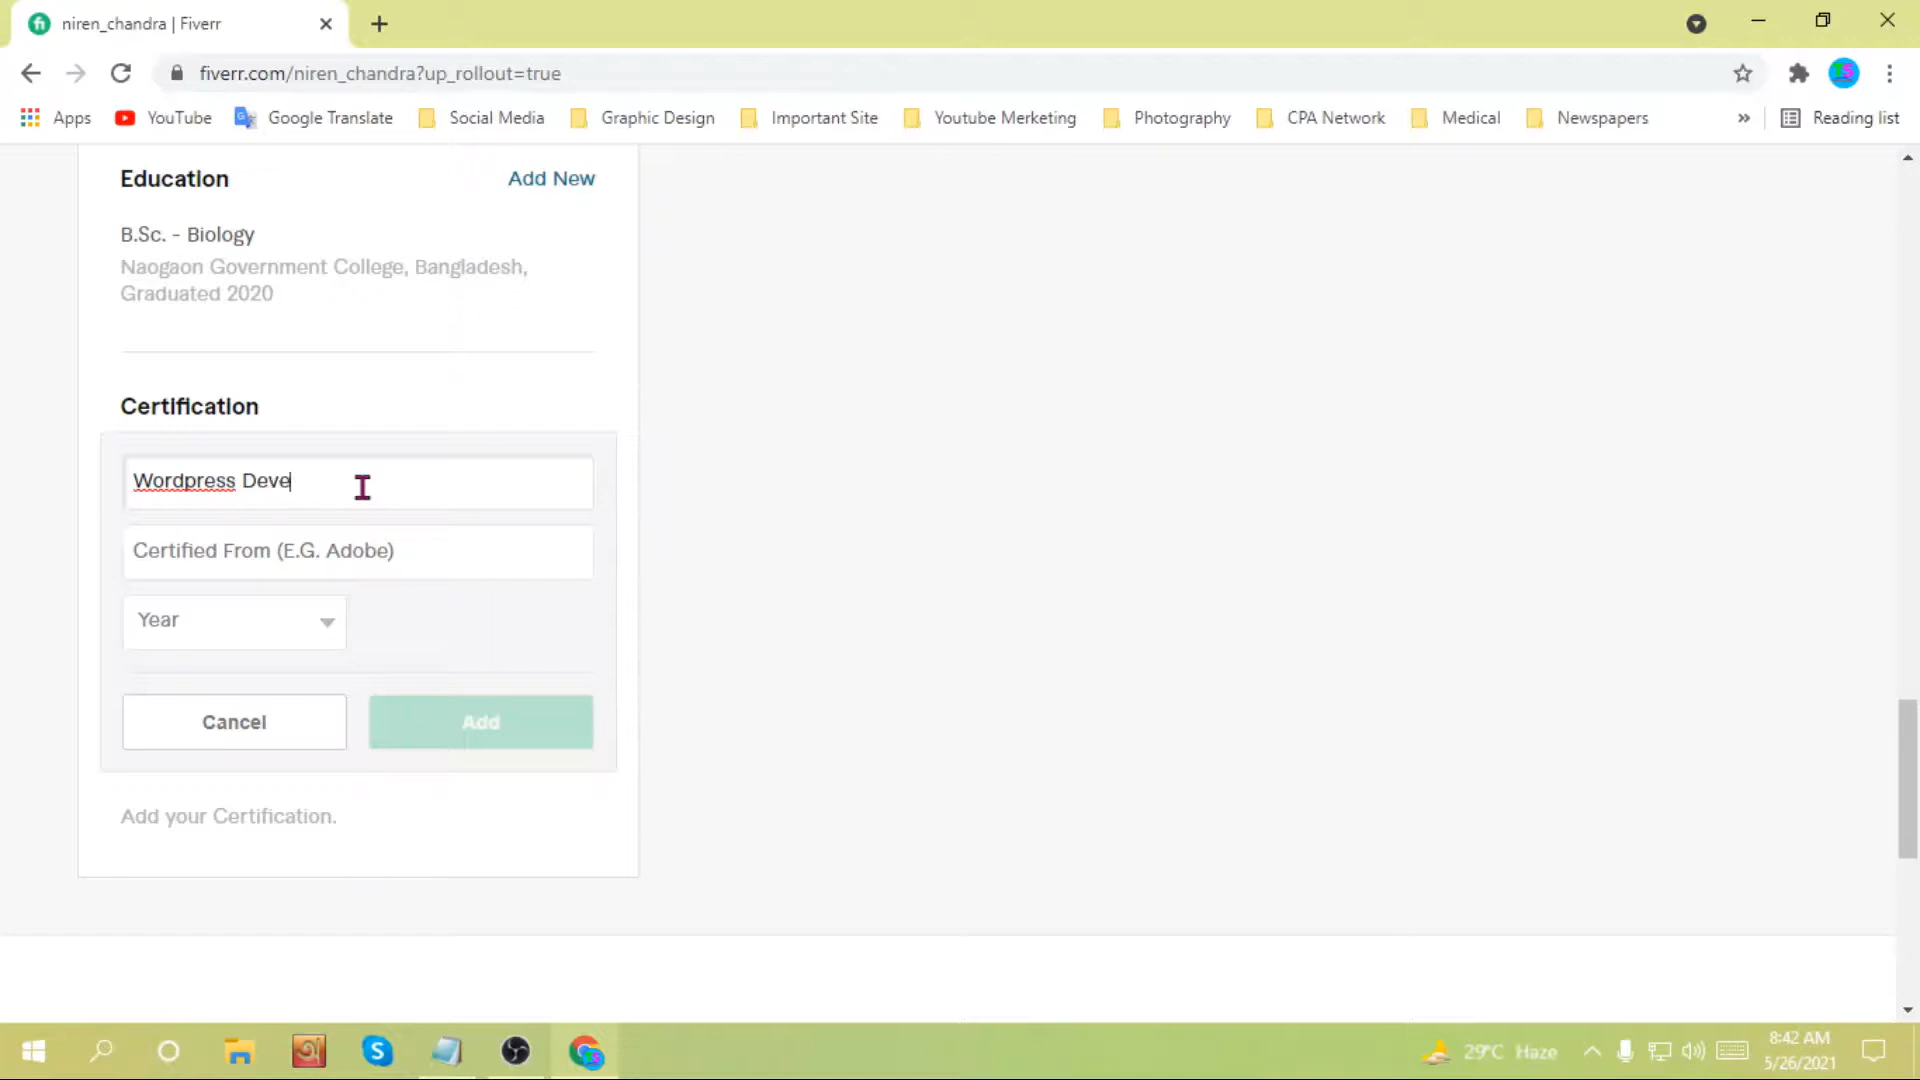 niren_chandra | Fiverr
fiverr.com/niren_chandra?up_rollout=true
Apps YouTube Google Translate Social Media Graphic Design Important Site Youtube Merketing Photography CPA Network Medical Newspapers » Reading list
Education Add New
B.Sc. - Biology
Naogaon Government College, Bangladesh,
Graduated 2020
Certification
Wordpress Deve
Certified From (E.G. Adobe)
Year
Cancel Add
Add your Certification.
29°C Haze
8:42 AM
5/26/2021